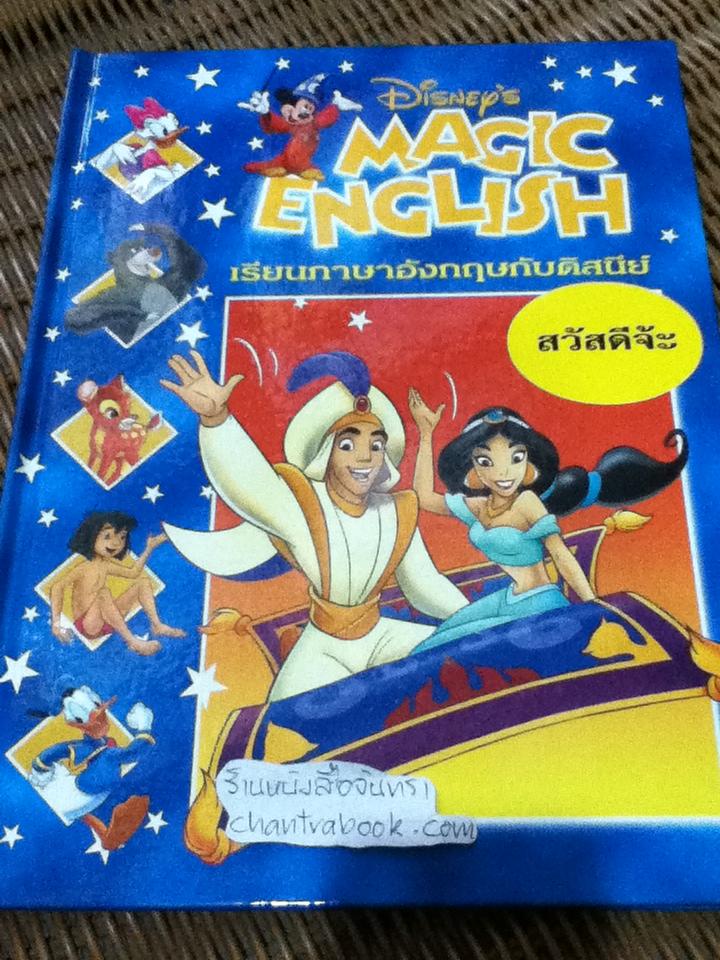 Disney's
MAGIC
ENGLISH
เรียนภาษาอังกฤษกับดิสนีย์
สวัสดีจ้ะ
ร้านหนังสือจันทรา
chantrabook.com